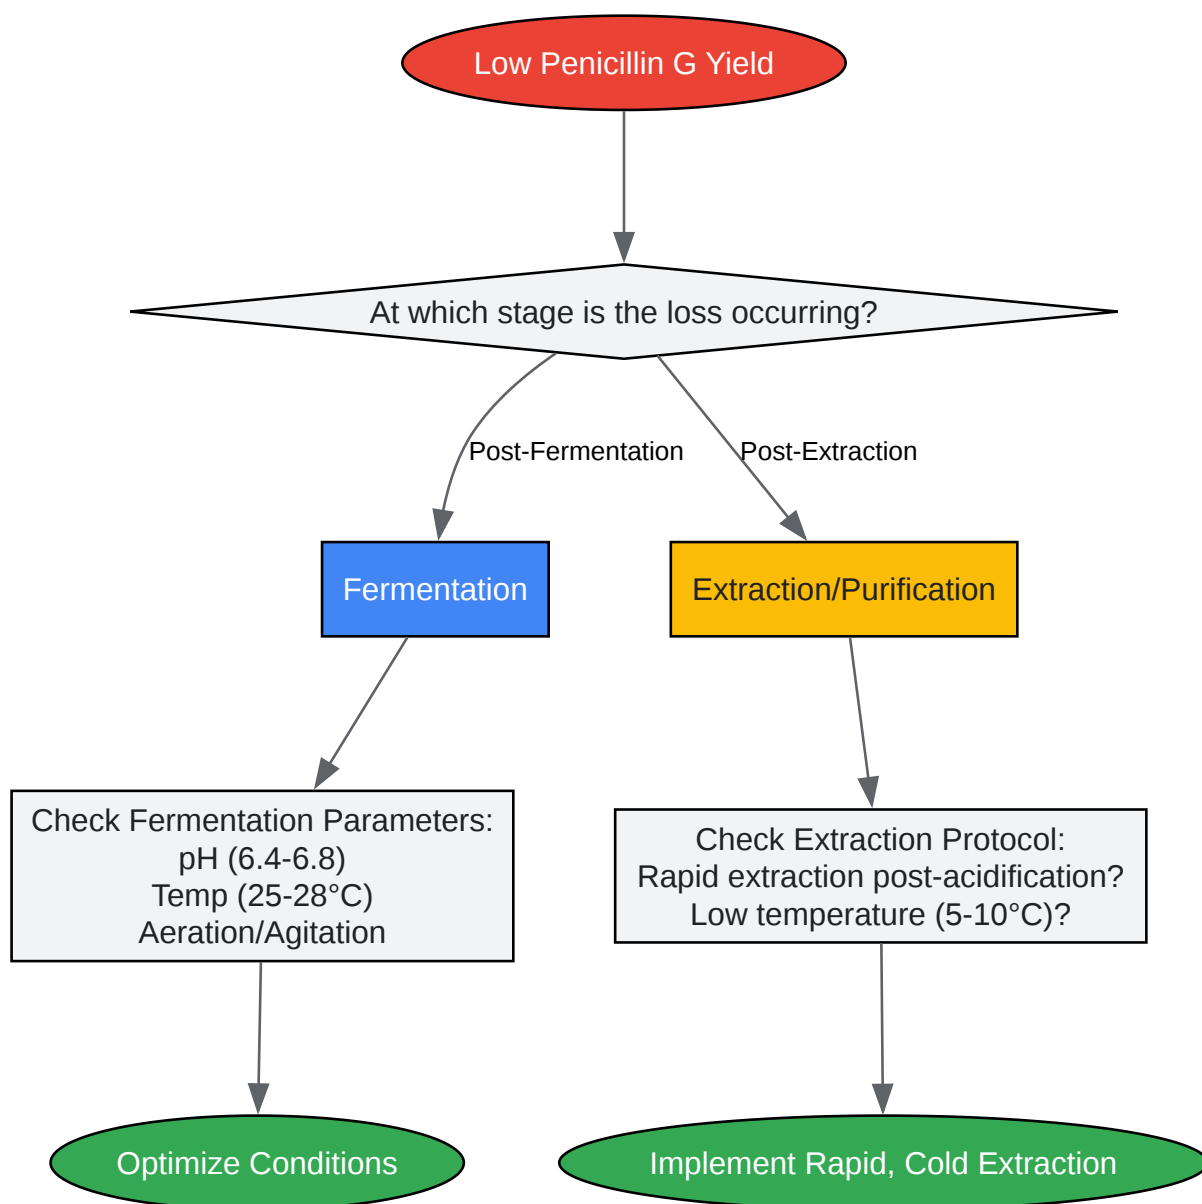 Low Penicillin G Yield
At which stage is the loss occurring?
Post-Fermentation
Post-Extraction
Fermentation
Extraction/Purification
Check Fermentation Parameters:
pH (6.4-6.8)
Temp (25-28°C)
Aeration/Agitation
Check Extraction Protocol:
Rapid extraction post-acidification?
Low temperature (5-10°C)?
Optimize Conditions
Implement Rapid, Cold Extraction